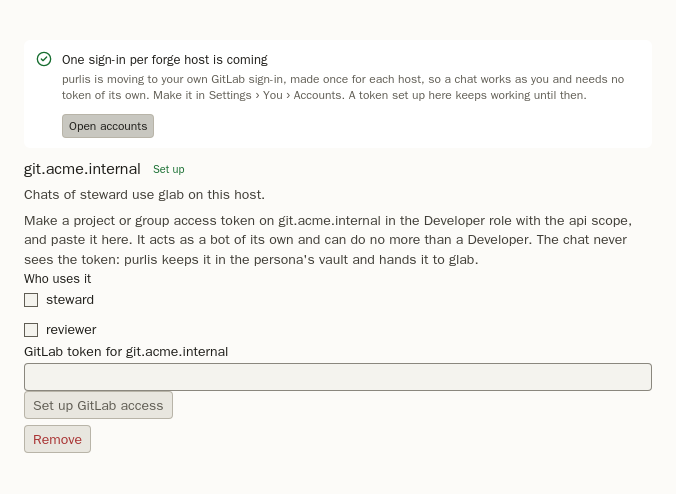 One sign-in per forge host is coming
purlis is moving to your own GitLab sign-in, made once for each host, so a chat works as you and needs no
token of its own. Make it in Settings › You › Accounts. A token set up here keeps working until then.
Open accounts
git.acme.internal Set up
Chats of steward use glab on this host.
Make a project or group access token on git.acme.internal in the Developer role with the api scope,
and paste it here. It acts as a bot of its own and can do no more than a Developer. The chat never
sees the token: purlis keeps it in the persona's vault and hands it to glab.
Who uses it
steward
reviewer
GitLab token for git.acme.internal
Set up GitLab access
Remove